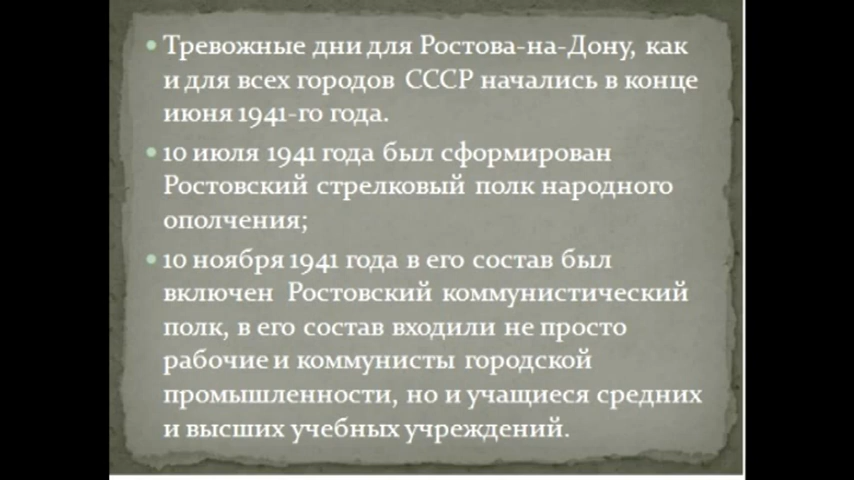 • Тревожные дни для Ростова-на-Дону, как
и для всех городов СССР начались в конце
июня 1941-го года.
• 10 июля 1941 года был сформирован
Ростовский стрелковый полк народного
ополчения;
• 10 ноября 1941 года в его состав был
включен Ростовский коммунистический
полк, в его состав входили не просто
рабочие и коммунисты городской
промышленности, но и учащиеся средних
и высших учебных учреждений.